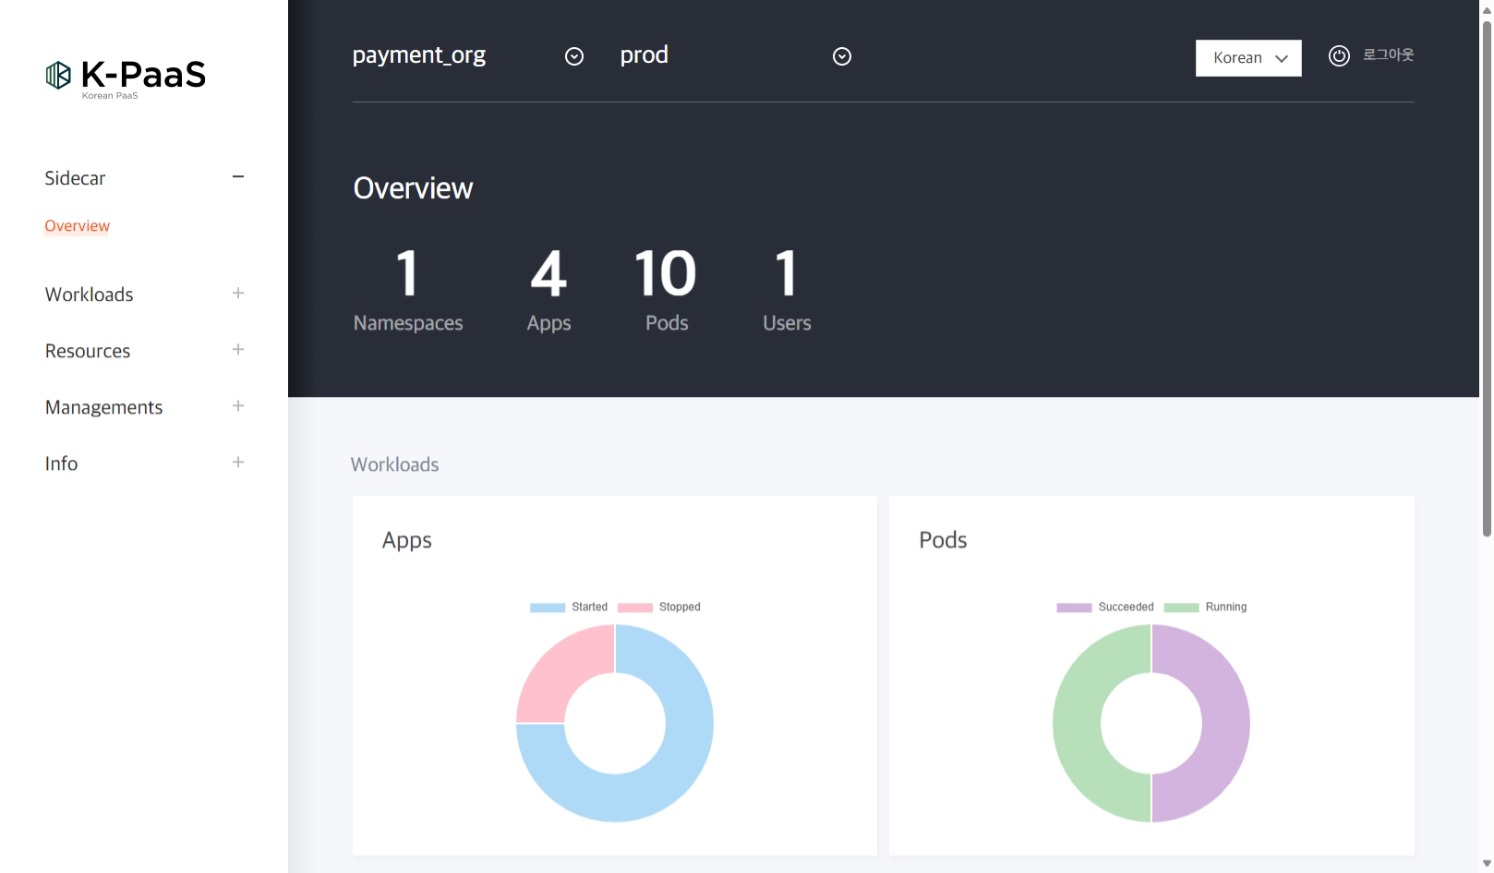 K-PaaS
Korean PaaS
Sidecar
Overview
Workloads
Resources
Managements
Info
payment_org
prod
Korean
로그아웃
Overview
1 4 10 1
Namespaces Apps Pods Users
Workloads
Apps
Started Stopped
Pods
Succeeded Running